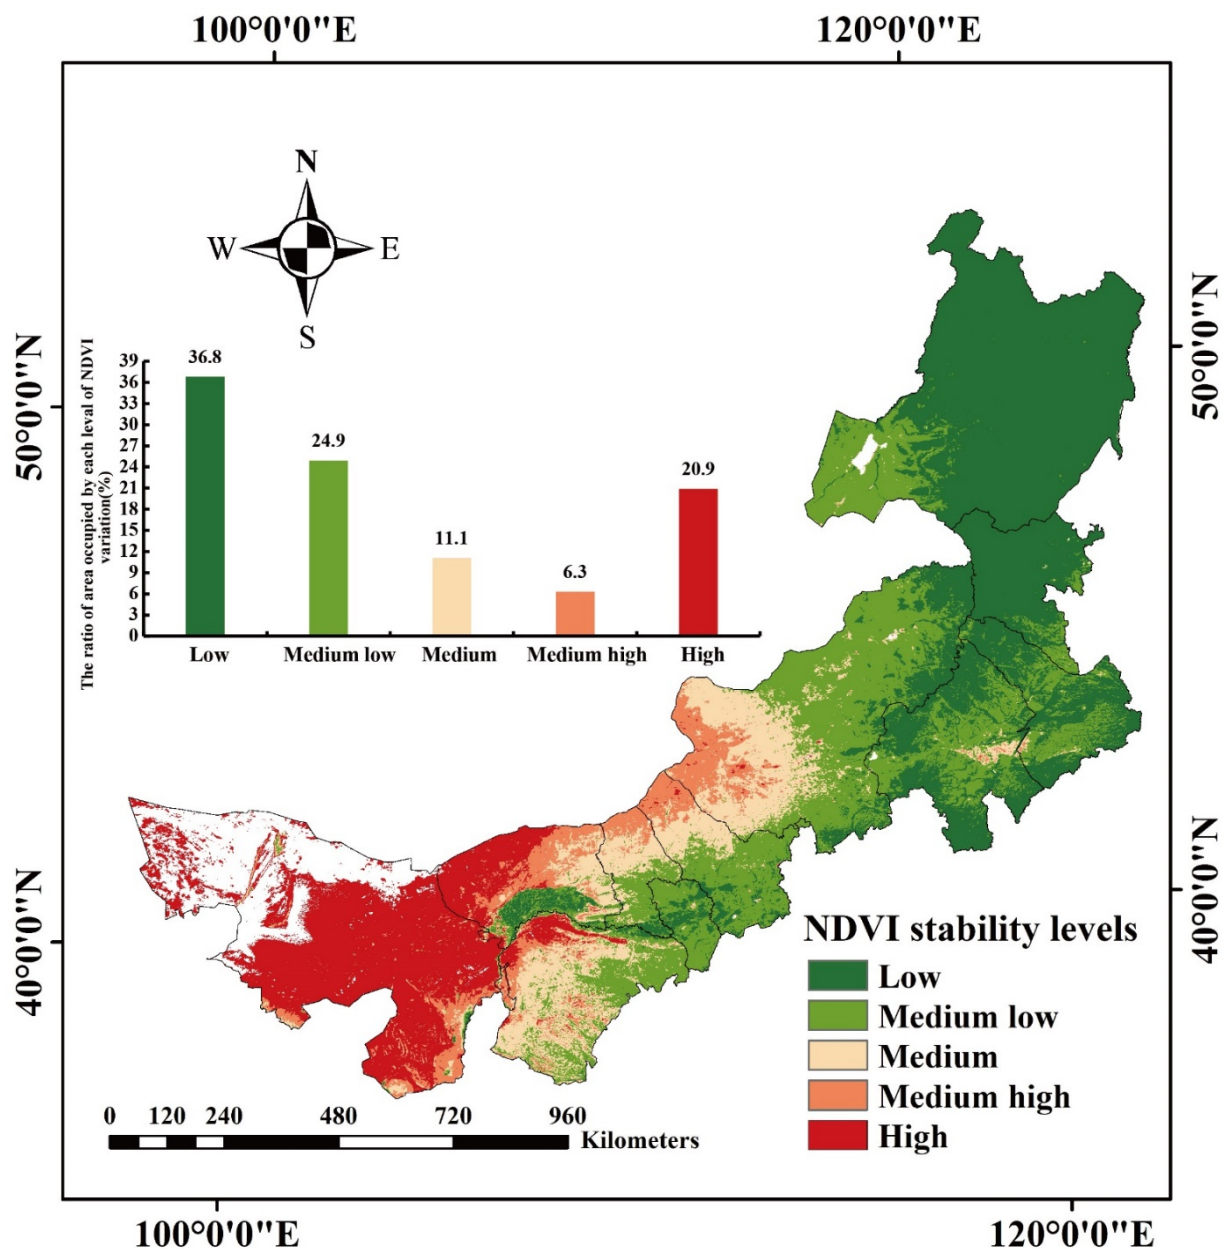 100°0'0"E
120°0'0"E
N
W
E
S
50°0'0"N
50°0'0"N
40°0'0"N
40°0'0"N
The ratio of area occupied by each leval of NDVI
variation(%)
39
36
33
30
27
24
21
18
15
12
9
6
3
0
36.8
24.9
11.1
6.3
20.9
Low
Medium low
Medium
Medium high
High
NDVI stability levels
Low
Medium low
Medium
Medium high
High
0 120 240 480 720 960
Kilometers
100°0'0"E
120°0'0"E